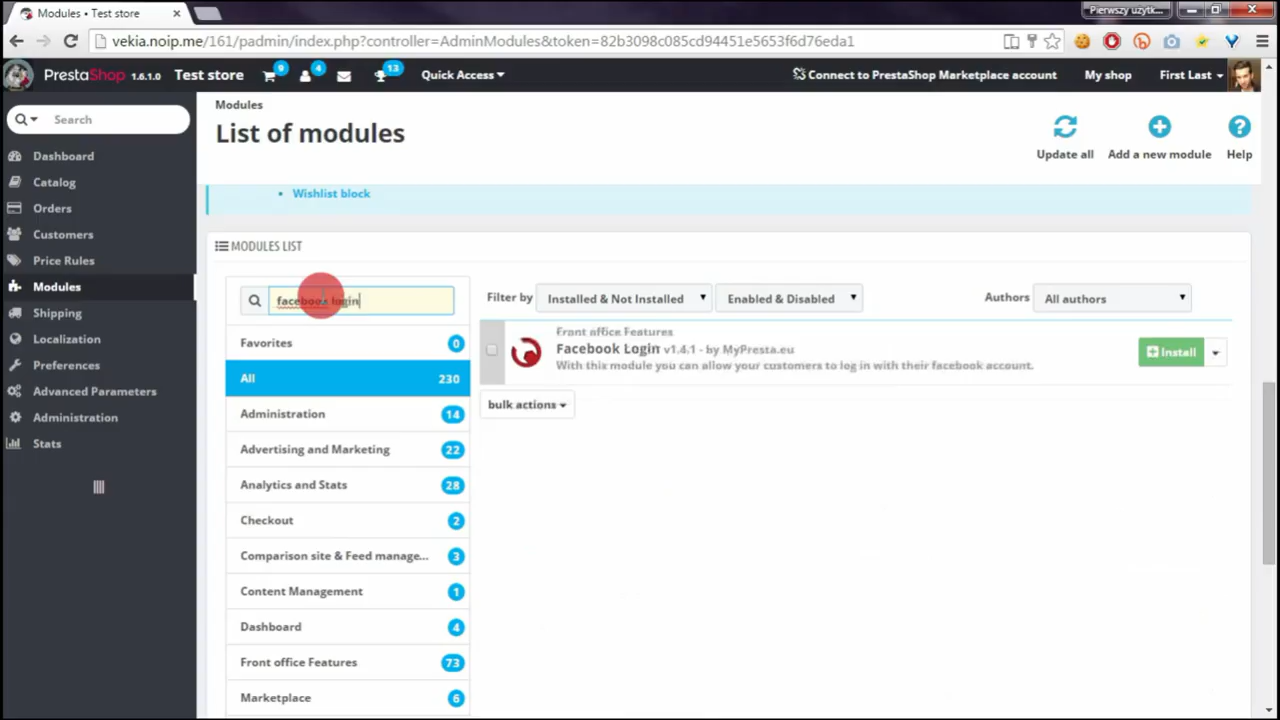 Modules • Test store
Pierwszy użytk...
vekia.noip.me/161/padmin/index.php?controller=AdminModules&token=82b3098c085cd94451e5653f6d76eda1
PrestaShop 1.6.1.0 Test store 9 4 13 Quick Access Connect to PrestaShop Marketplace account My shop First Last
Search
Dashboard
Catalog
Orders
Customers
Price Rules
Modules
Shipping
Localization
Preferences
Advanced Parameters
Administration
Stats
Modules
List of modules
Update all Add a new module Help
Wishlist block
MODULES LIST
facebook login
Favorites 0
All 230
Administration 14
Advertising and Marketing 22
Analytics and Stats 28
Checkout 2
Comparison site & Feed manage... 3
Content Management 1
Dashboard 4
Front office Features 73
Marketplace 6
Filter by Installed & Not Installed Enabled & Disabled Authors All authors
Front office Features
Facebook Login v1.4.1 - by MyPresta.eu
With this module you can allow your customers to log in with their facebook account.
Install
bulk actions